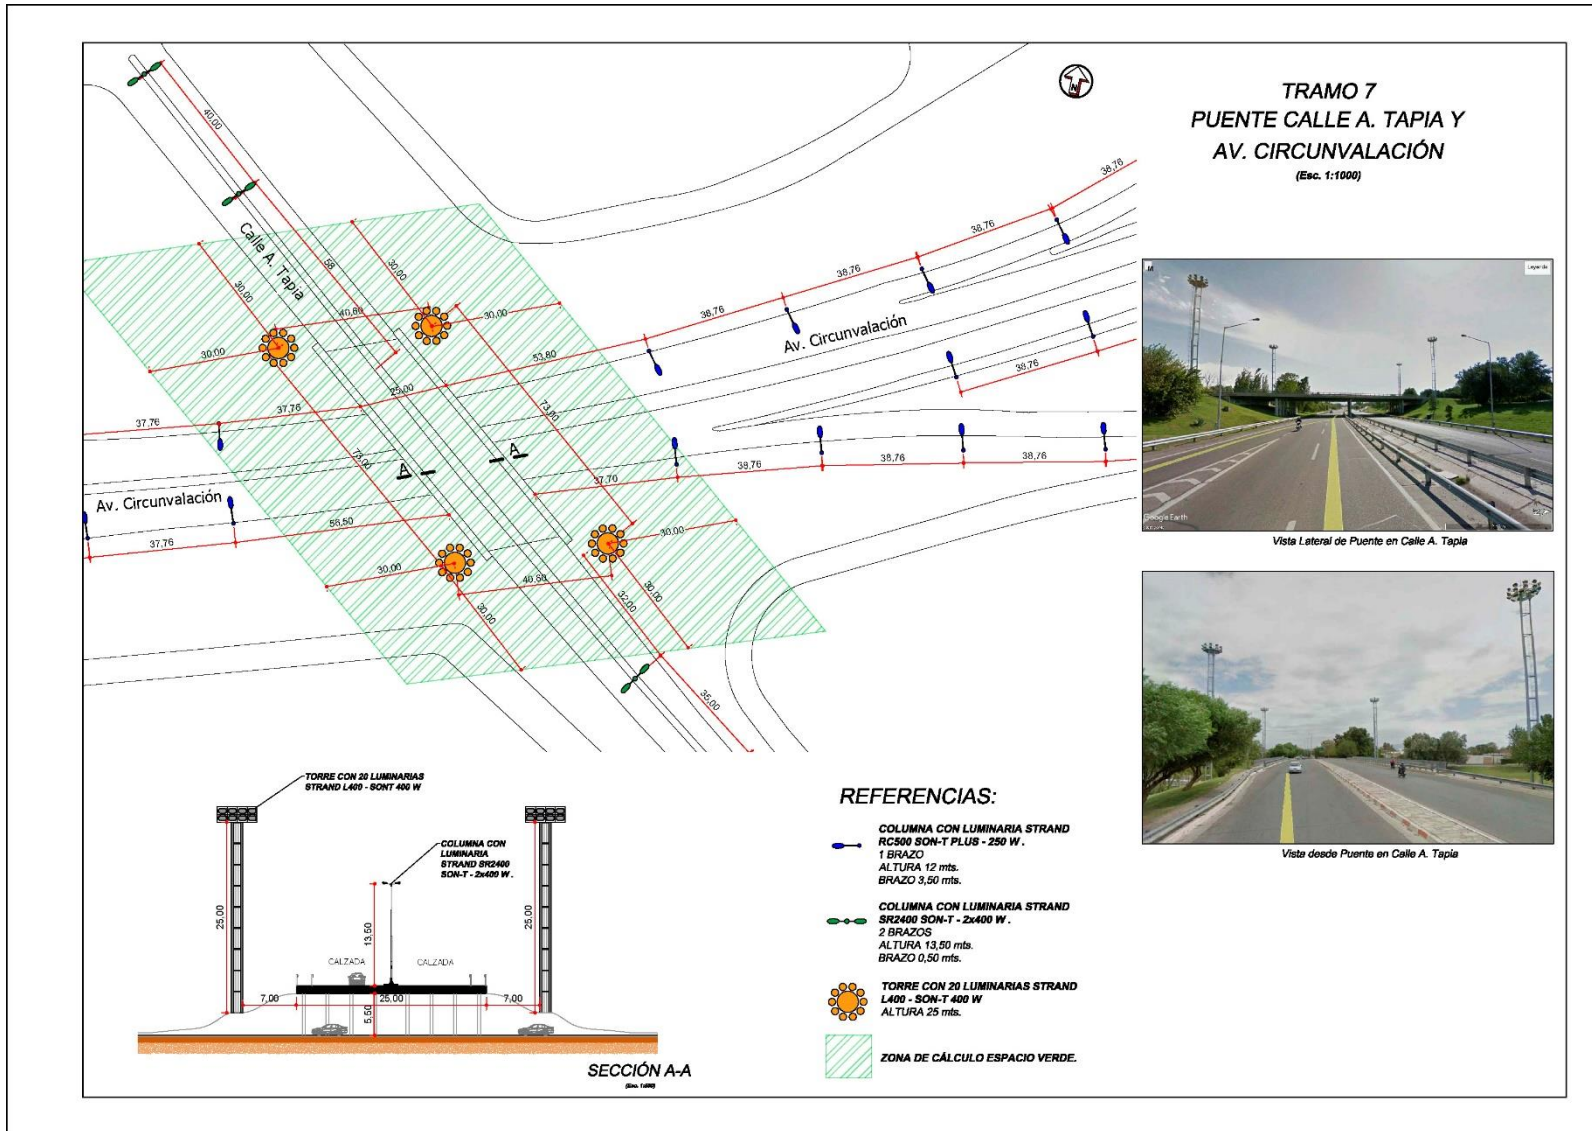 TRAMO 7
PUENTE CALLE A. TAPIA Y
AV. CIRCUNVALACIÓN
(Esc. 1:1000)
N
40,00
38,76
38,76
38,76
38,76
Calle A. Tapia
58
30,00
30,00
40,60
30,00
30,00
53,80
25,00
Av. Circunvalación
38,76
37,76
37,76
73,00
73,00
A
A
38,76
38,76
38,76
37,70
Av. Circunvalación
58,50
37,76
30,00
30,00
40,60
30,00
32,00
30,00
35,00
Leyenda
Google Earth
Vista Lateral de Puente en Calle A. Tapia
Vista desde Puente en Calle A. Tapia
TORRE CON 20 LUMINARIAS
STRAND L400 - SONT 400 W
COLUMNA CON
LUMINARIA
STRAND SR2400
SON-T - 2x400 W .
25,00
25,00
13,50
CALZADA
CALZADA
7,00
25,00
7,00
5,50
SECCIÓN A-A
REFERENCIAS:
COLUMNA CON LUMINARIA STRAND
RC500 SON-T PLUS - 250 W .
1 BRAZO
ALTURA 12 mts.
BRAZO 3,50 mts.
COLUMNA CON LUMINARIA STRAND
SR2400 SON-T - 2x400 W .
2 BRAZOS
ALTURA 13,50 mts.
BRAZO 0,50 mts.
TORRE CON 20 LUMINARIAS STRAND
L400 - SON-T 400 W
ALTURA 25 mts.
ZONA DE CÁLCULO ESPACIO VERDE.